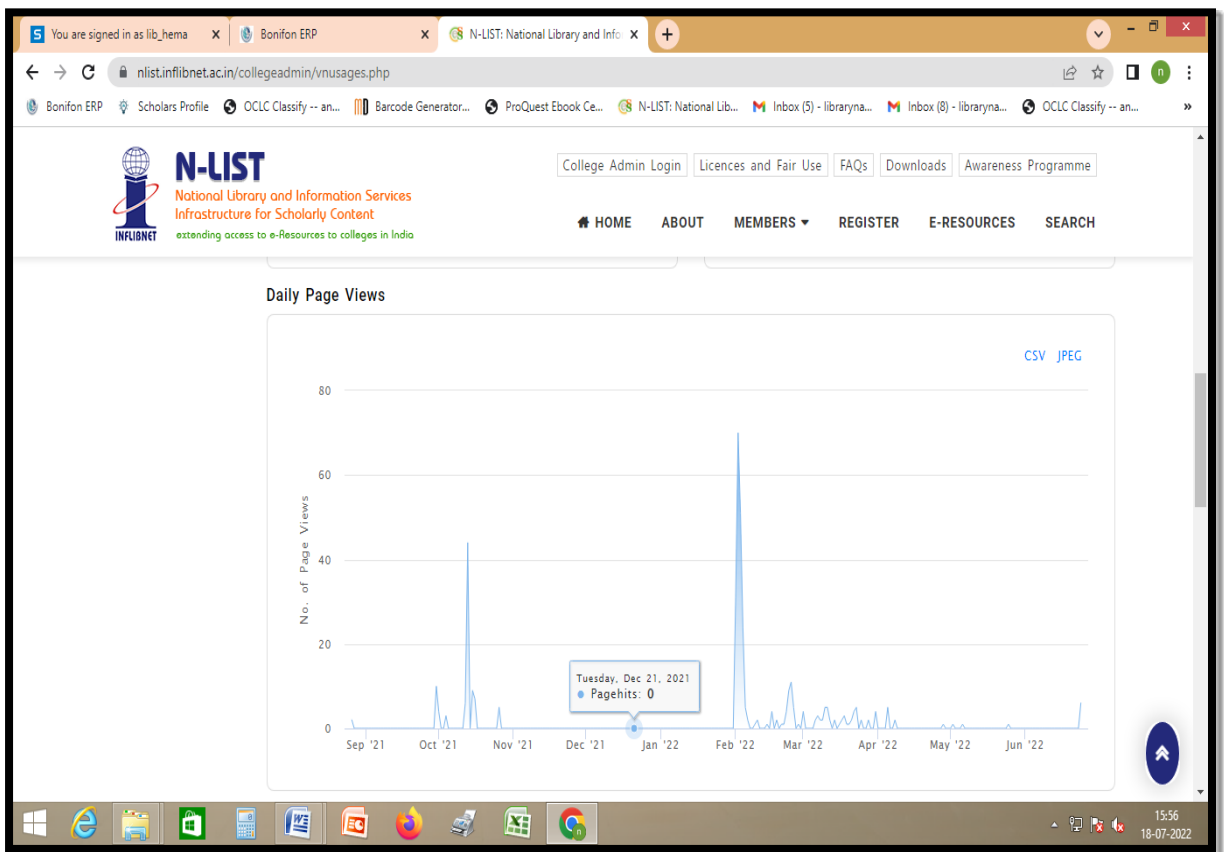 S You are signed in as lib_hema x Bonifon ERP x N-LIST: National Library and Info x +
nlist.inflibnet.ac.in/collegeadmin/vnusages.php n
Bonifon ERP Scholars Profile OCLC Classify -- an... Barcode Generator... ProQuest Ebook Ce... N-LIST: National Lib... Inbox (5) - libraryna... Inbox (8) - libraryna... OCLC Classify -- an... »
INFLIBNET
N-LIST
National Library and Information Services
Infrastructure for Scholarly Content
extending access to e-Resources to colleges in India
College Admin Login Licences and Fair Use FAQs Downloads Awareness Programme
HOME ABOUT MEMBERS REGISTER E-RESOURCES SEARCH
Daily Page Views
CSV JPEG
No. of Page Views
80
60
40
20
0
Tuesday, Dec 21, 2021
Pagehits: 0
Sep '21 Oct '21 Nov '21 Dec '21 Jan '22 Feb '22 Mar '22 Apr '22 May '22 Jun '22
15:56
18-07-2022